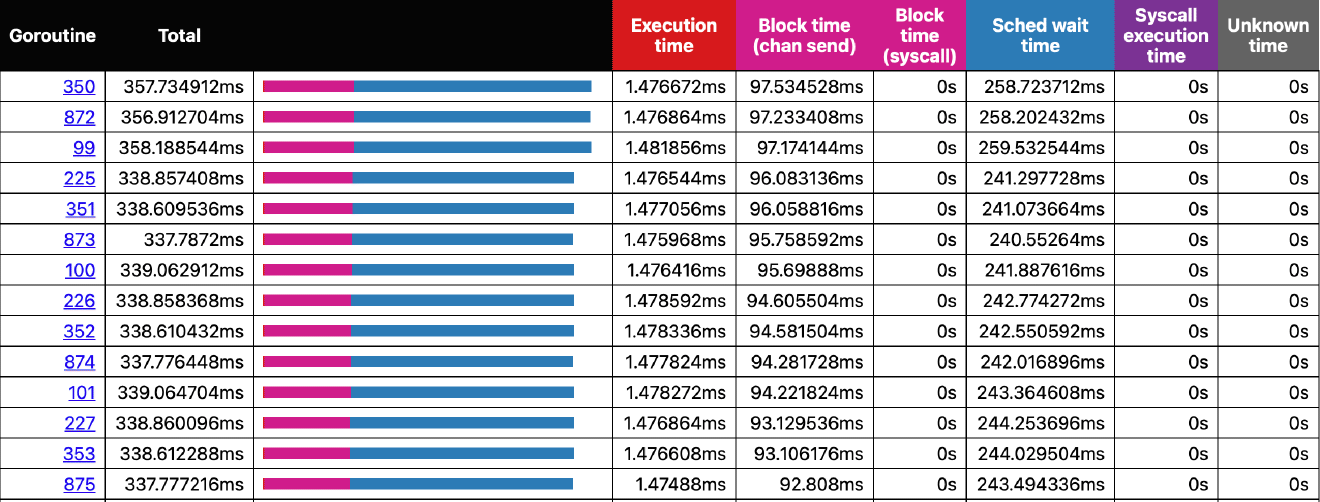 Goroutine Total Execution time Block time (chan send) Block time (syscall) Sched wait time Syscall execution time Unknown time
350 357.734912ms 1.476672ms 97.534528ms 0s 258.723712ms 0s 0s
872 356.912704ms 1.476864ms 97.233408ms 0s 258.202432ms 0s 0s
99 358.188544ms 1.481856ms 97.174144ms 0s 259.532544ms 0s 0s
225 338.857408ms 1.476544ms 96.083136ms 0s 241.297728ms 0s 0s
351 338.609536ms 1.477056ms 96.058816ms 0s 241.073664ms 0s 0s
873 337.7872ms 1.475968ms 95.758592ms 0s 240.55264ms 0s 0s
100 339.062912ms 1.476416ms 95.69888ms 0s 241.887616ms 0s 0s
226 338.858368ms 1.478592ms 94.605504ms 0s 242.774272ms 0s 0s
352 338.610432ms 1.478336ms 94.581504ms 0s 242.550592ms 0s 0s
874 337.776448ms 1.477824ms 94.281728ms 0s 242.016896ms 0s 0s
101 339.064704ms 1.478272ms 94.221824ms 0s 243.364608ms 0s 0s
227 338.860096ms 1.476864ms 93.129536ms 0s 244.253696ms 0s 0s
353 338.612288ms 1.476608ms 93.106176ms 0s 244.029504ms 0s 0s
875 337.777216ms 1.47488ms 92.808ms 0s 243.494336ms 0s 0s